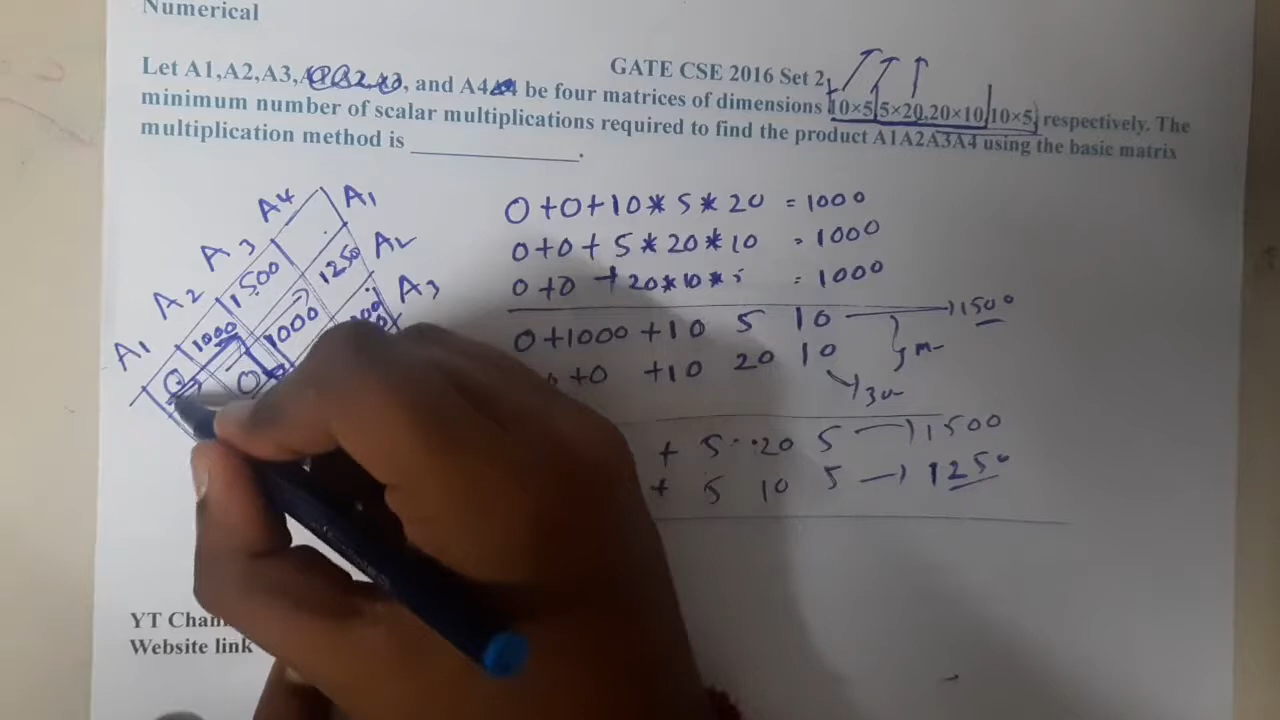 Numerical
GATE CSE 2016 Set 2
Let A1,A2,A3, and A4 be four matrices of dimensions 10×5,5×20,20×10,10×5, respectively. The
minimum number of scalar multiplications required to find the product A1A2A3A4 using the basic matrix
multiplication method is ____________.
A4 A1
A3 A2
A2 A3
A1
1500 1250
1000 1000
0 0
0+0+10*5*20 = 1000
0+0+5*20*10 = 1000
0+0+20*10*5 = 1000
0+1000+10 5 10 → 1500
+0 +10 20 10
+ 5 20 5 → 1500
+ 5 10 5 → 1250
YT Chan
Website link